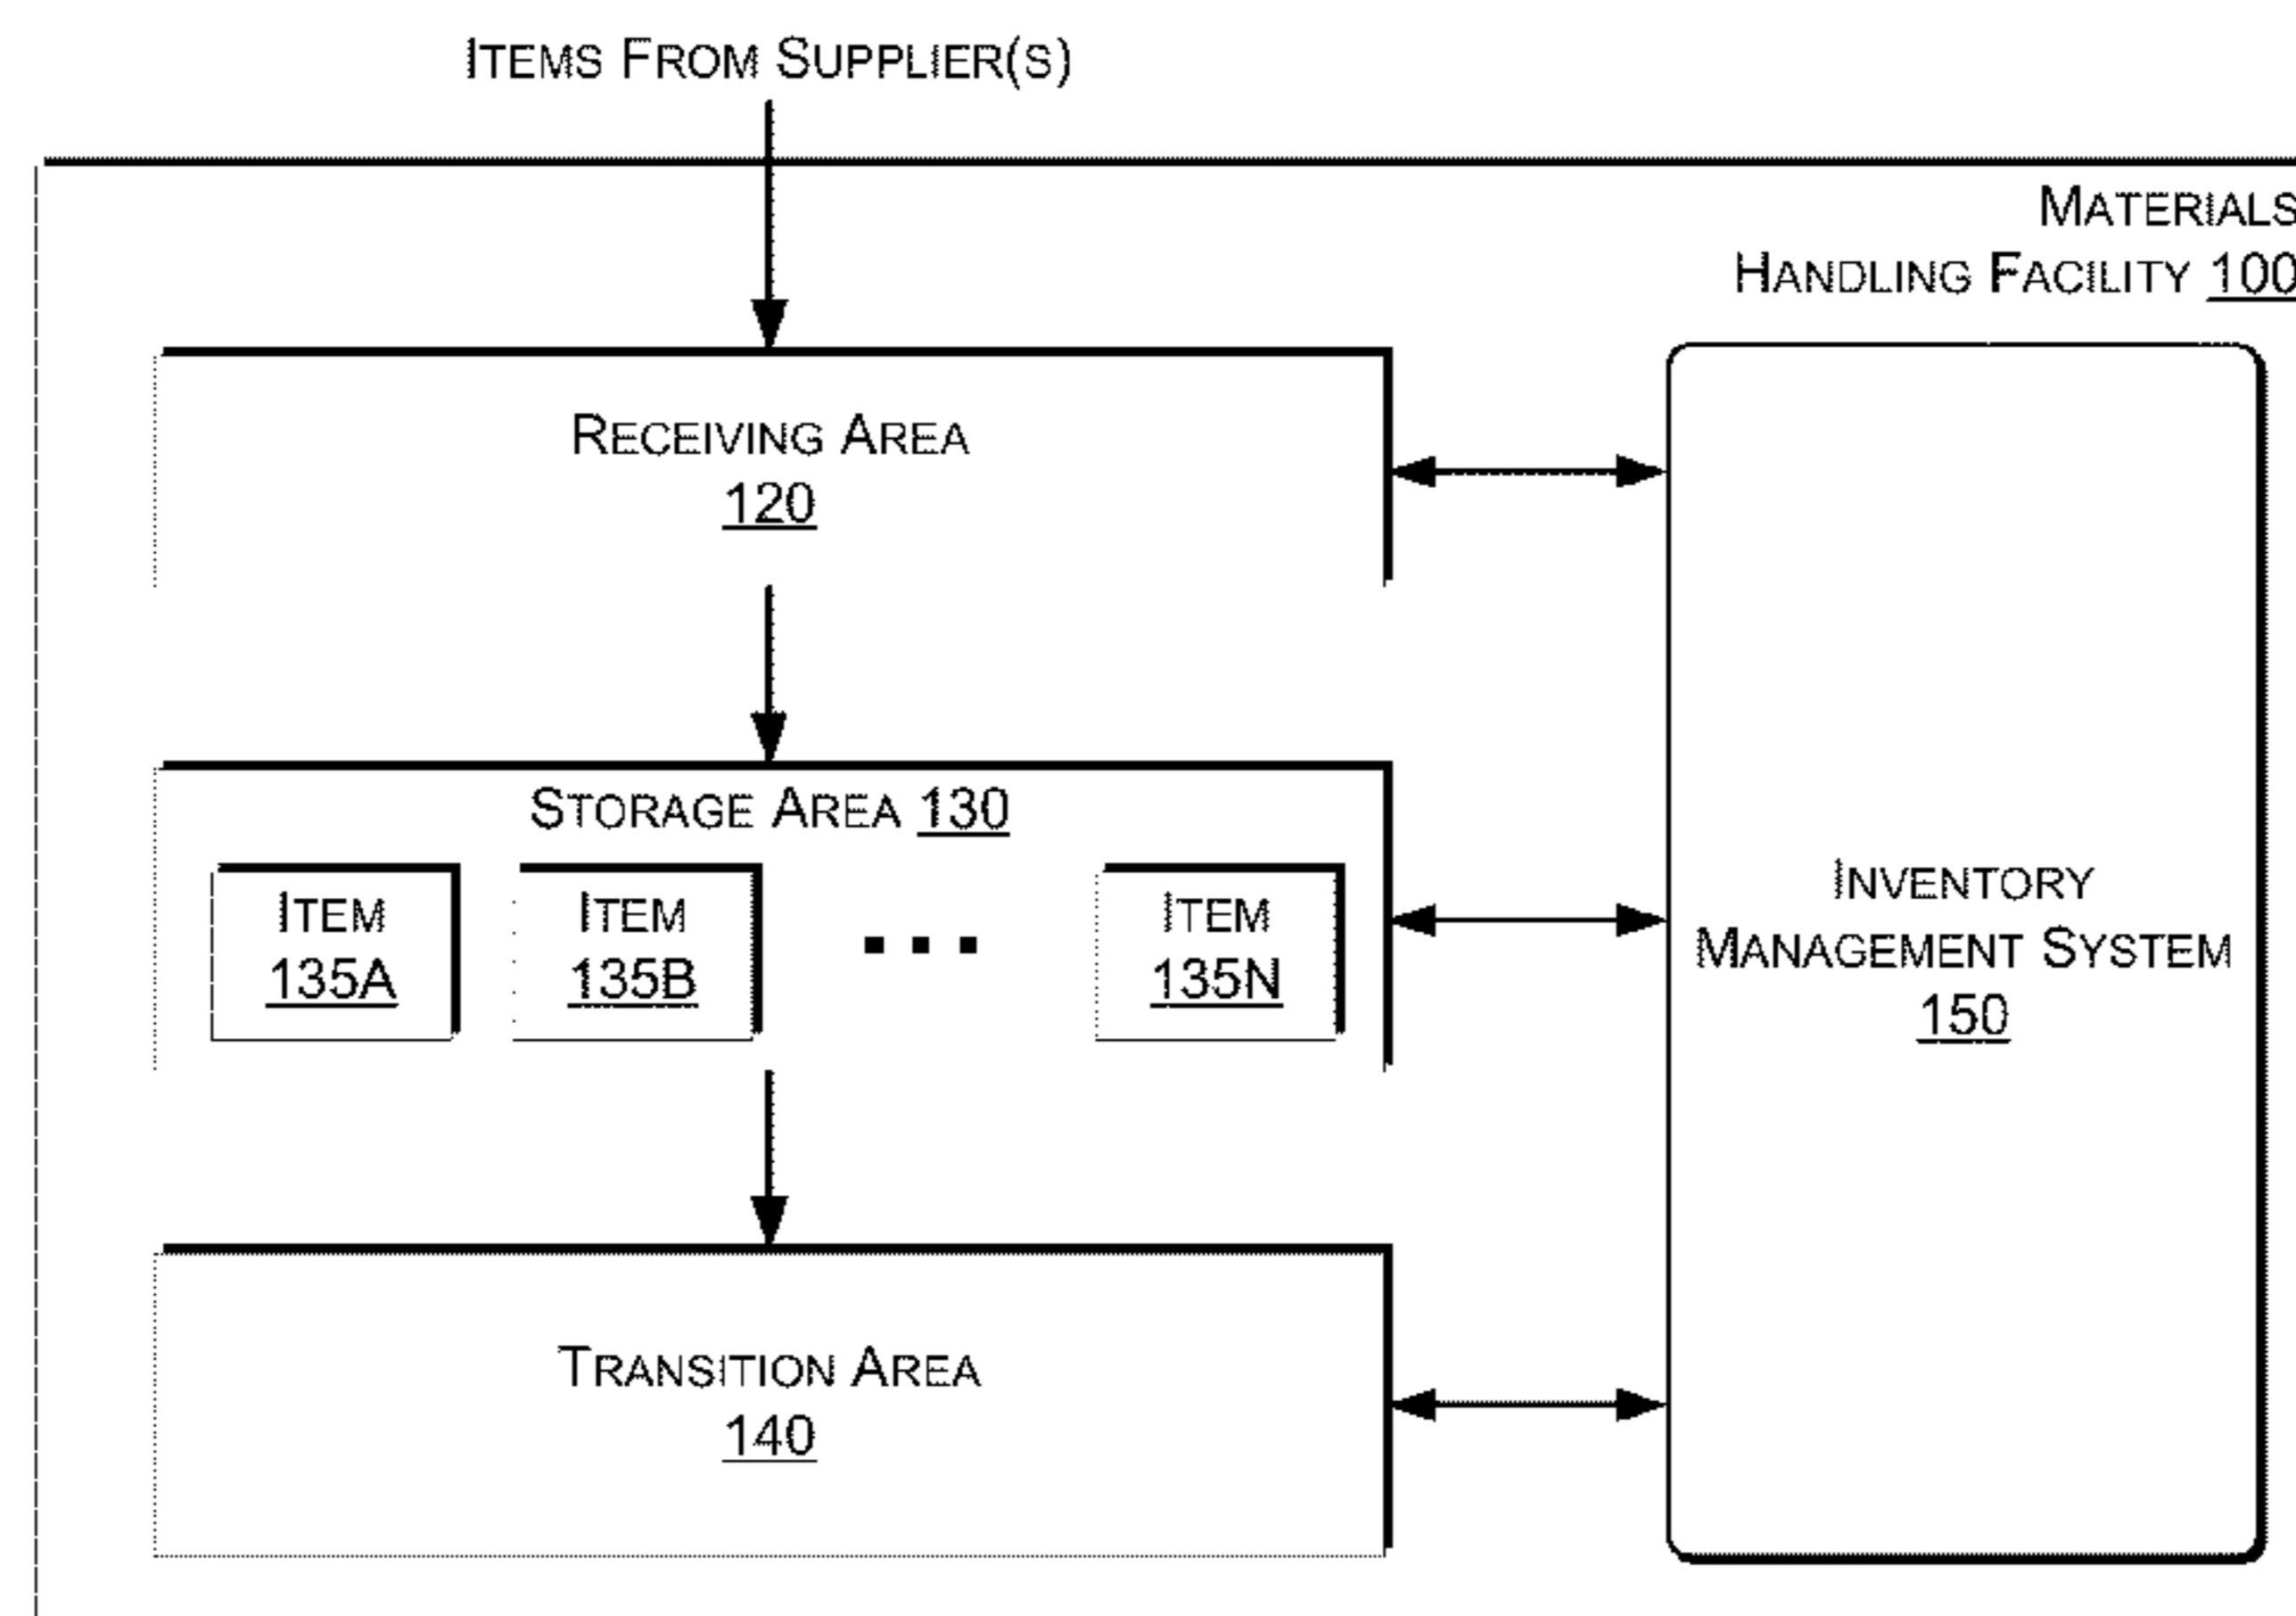 ITEMS FROM SUPPLIER(S)
MATERIALS
HANDLING FACILITY 100
RECEIVING AREA
120
STORAGE AREA 130
ITEM
135A
ITEM
135B
...
ITEM
135N
INVENTORY
MANAGEMENT SYSTEM
150
TRANSITION AREA
140